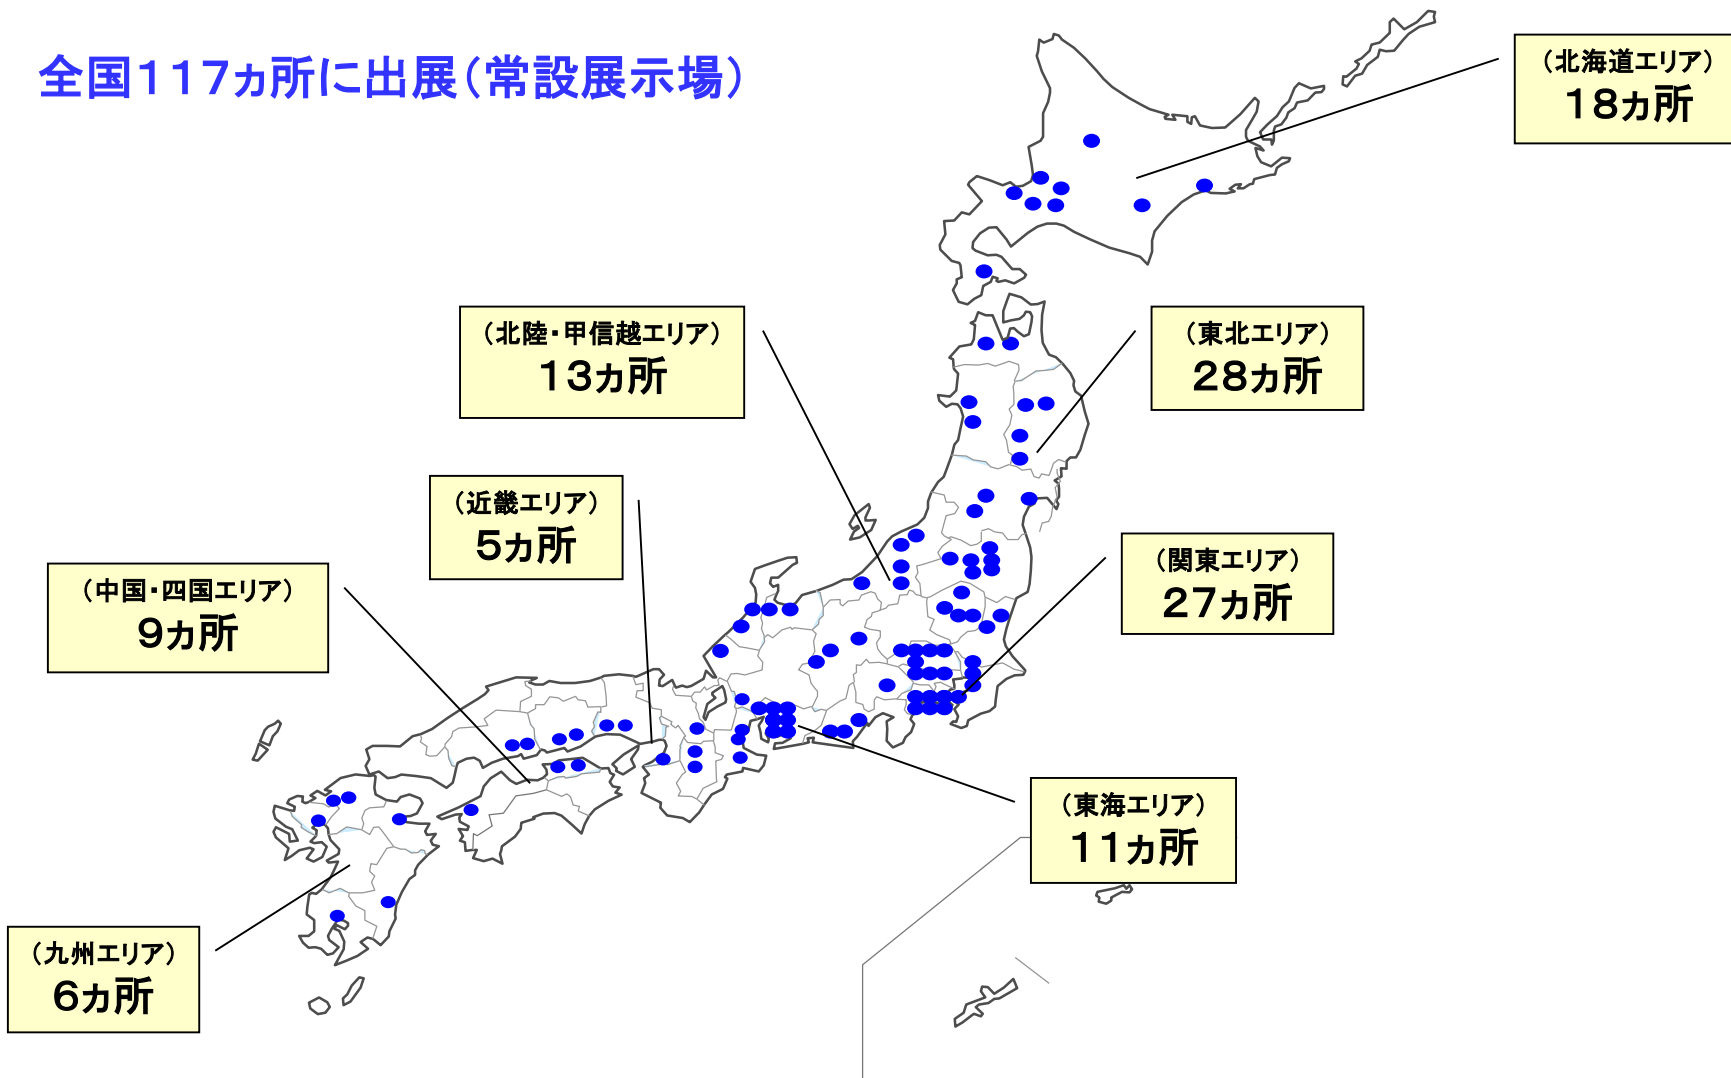 全国117ヵ所に出展（常設展示場）
（北海道エリア）
18ヵ所
（北陸・甲信越エリア）
13ヵ所
（東北エリア）
28ヵ所
（近畿エリア）
5ヵ所
（関東エリア）
27ヵ所
（中国・四国エリア）
9ヵ所
（東海エリア）
11ヵ所
（九州エリア）
6ヵ所